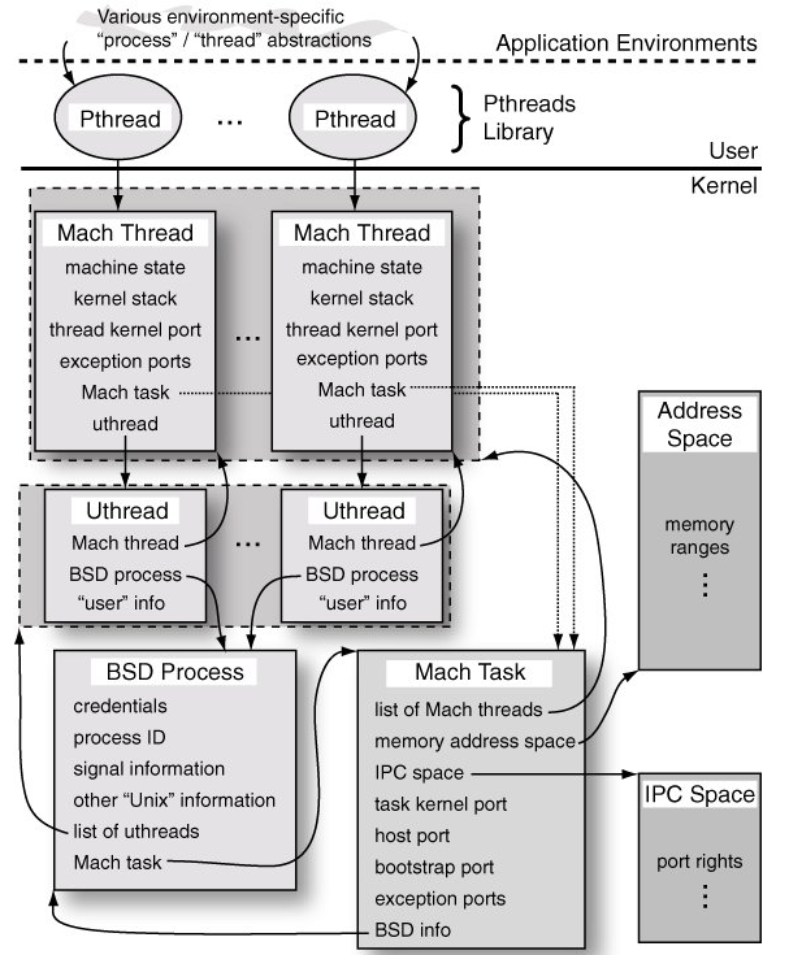 Various environment-specific
“process” / “thread” abstractions
Application Environments
Pthread
...
Pthread
Pthreads
Library
User
Kernel
Mach Thread
machine state
kernel stack
thread kernel port
exception ports
Mach task
uthread
...
Mach Thread
machine state
kernel stack
thread kernel port
exception ports
Mach task
uthread
Uthread
Mach thread
BSD process
“user” info
...
Uthread
Mach thread
BSD process
“user” info
Address
Space
memory
ranges
BSD Process
credentials
process ID
signal information
other “Unix” information
list of uthreads
Mach task
Mach Task
list of Mach threads
memory address space
IPC space
task kernel port
host port
bootstrap port
exception ports
BSD info
IPC Space
port rights